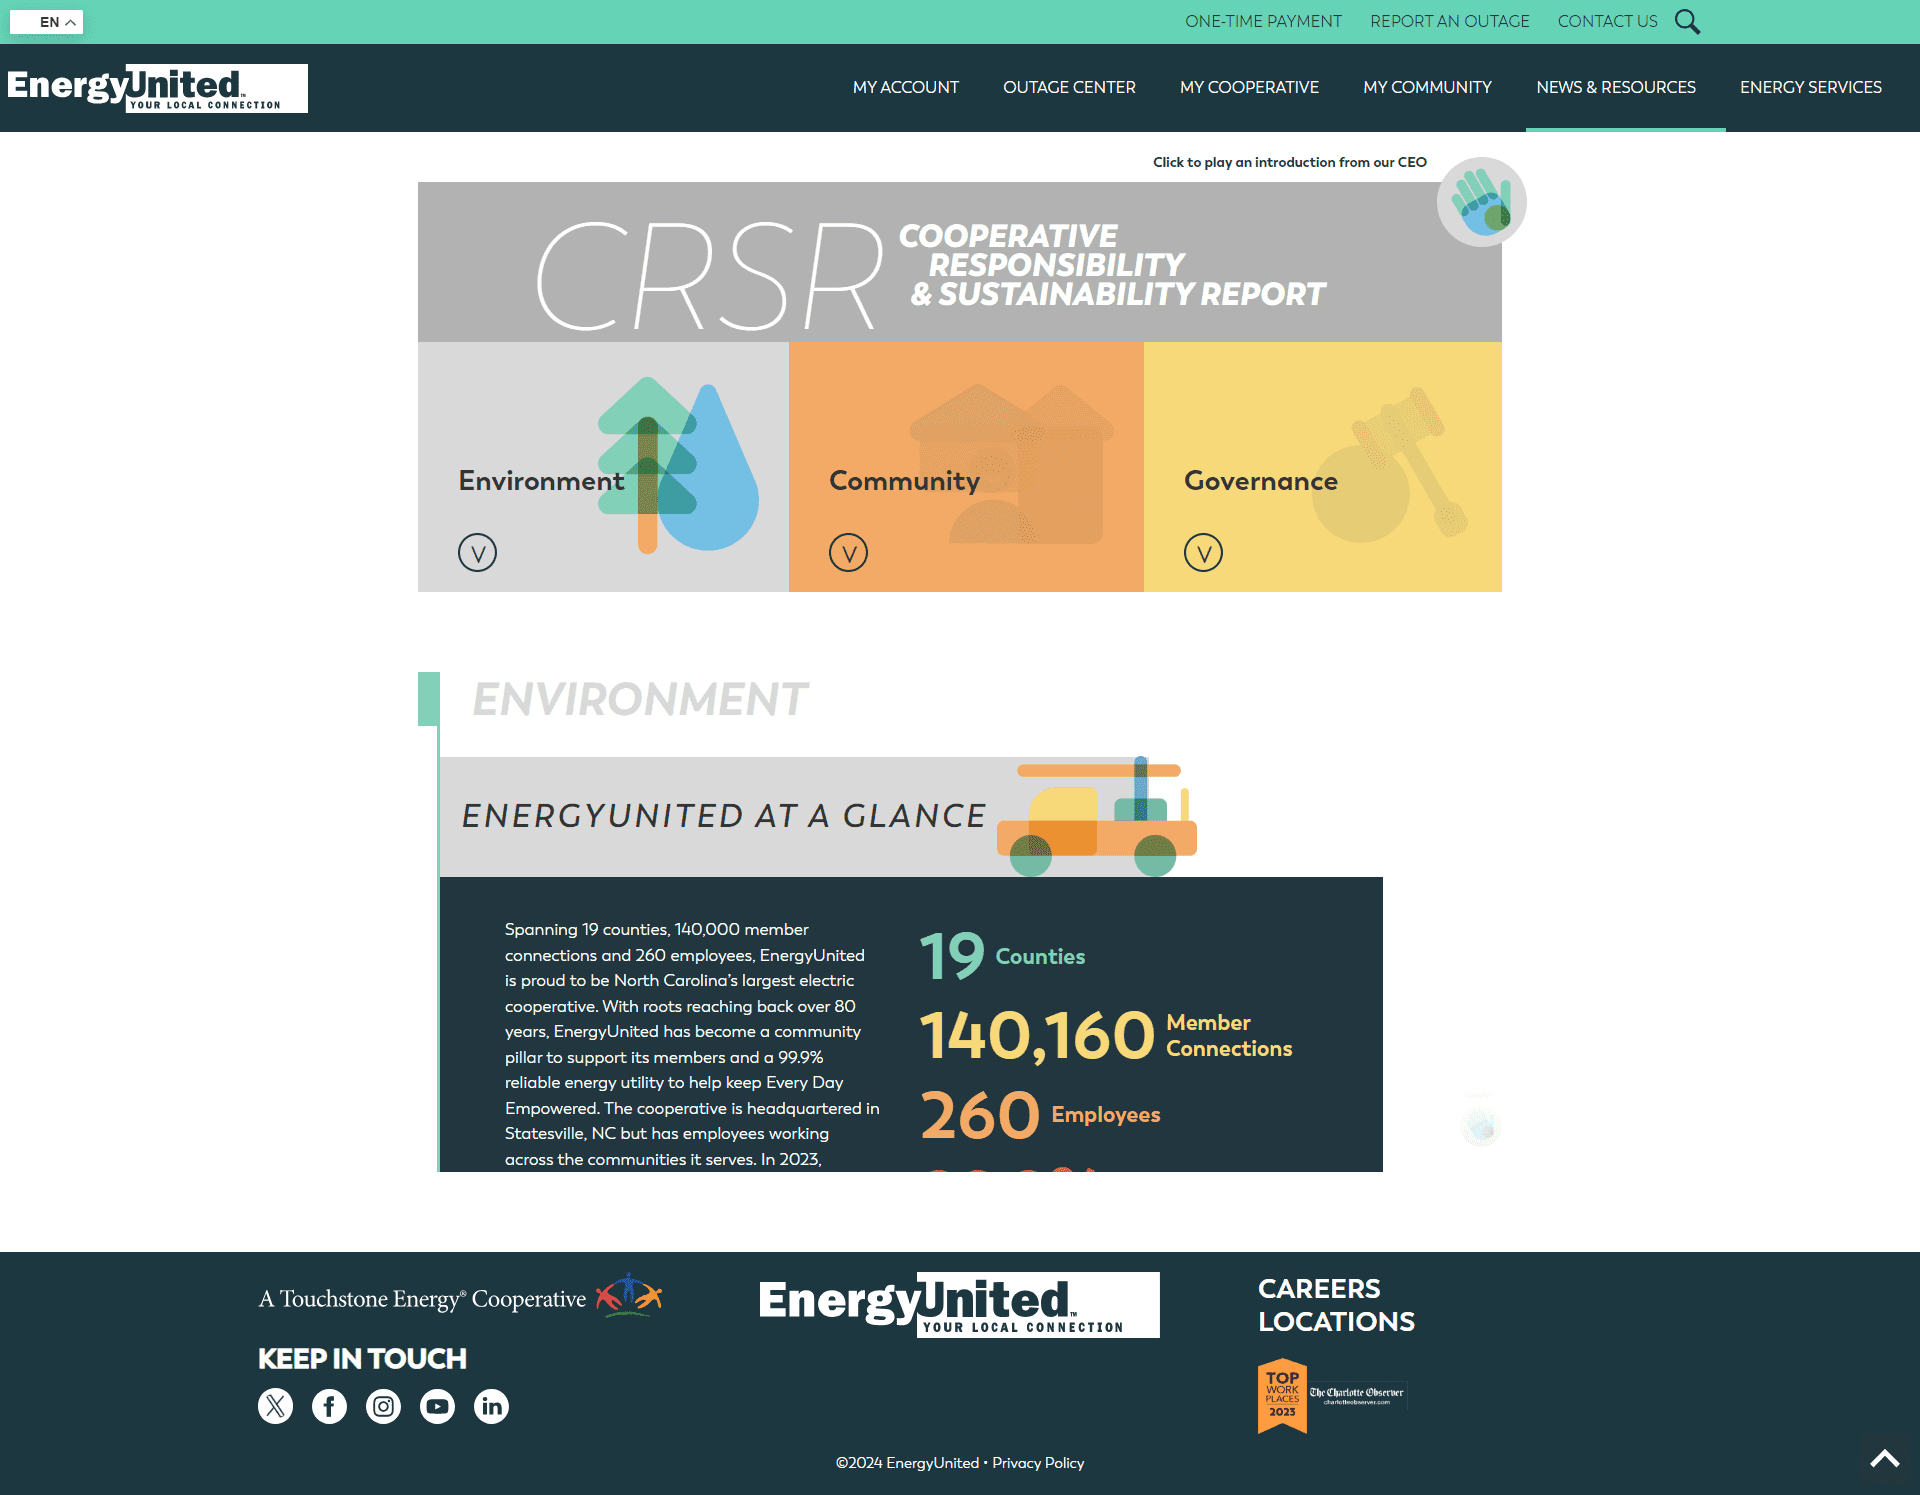 EN
ONE-TIME PAYMENT
REPORT AN OUTAGE
CONTACT US
EnergyUnited™
YOUR LOCAL CONNECTION
MY ACCOUNT
OUTAGE CENTER
MY COOPERATIVE
MY COMMUNITY
NEWS & RESOURCES
ENERGY SERVICES
Click to play an introduction from our CEO
CRSR
COOPERATIVE
RESPONSIBILITY
& SUSTAINABILITY REPORT
Environment
Community
Governance
V
V
V
ENVIRONMENT
ENERGYUNITED AT A GLANCE
Spanning 19 counties, 140,000 member
connections and 260 employees, EnergyUnited
is proud to be North Carolina's largest electric
cooperative. With roots reaching back over 80
years, EnergyUnited has become a community
pillar to support its members and a 99.9%
reliable energy utility to help keep Every Day
Empowered. The cooperative is headquartered in
Statesville, NC but has employees working
across the communities it serves. In 2023,
19 Counties
140,160 Member
Connections
260 Employees
A Touchstone Energy® Cooperative
KEEP IN TOUCH
EnergyUnited™
YOUR LOCAL CONNECTION
CAREERS
LOCATIONS
TOP
WORK
PLACES
2023
The Charlotte Observer
charlotteobserver.com
©2024 EnergyUnited • Privacy Policy